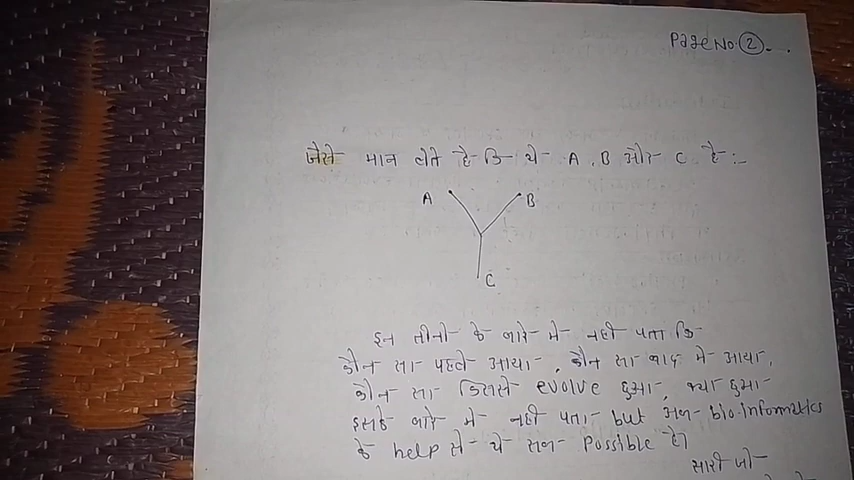 Page No. 2...
जैसे मान लेते है कि ये A, B और C है :-
A B
C
इन तीनो के बारे मे नही पता कि
कौन सा पहले आया, कौन सा बाद मे आया,
कौन सा किससे evolve हुआ, क्या हुआ
इसके बारे मे नही पता but अब bio-informatics
के help से ये सब possible है।
सारी जो